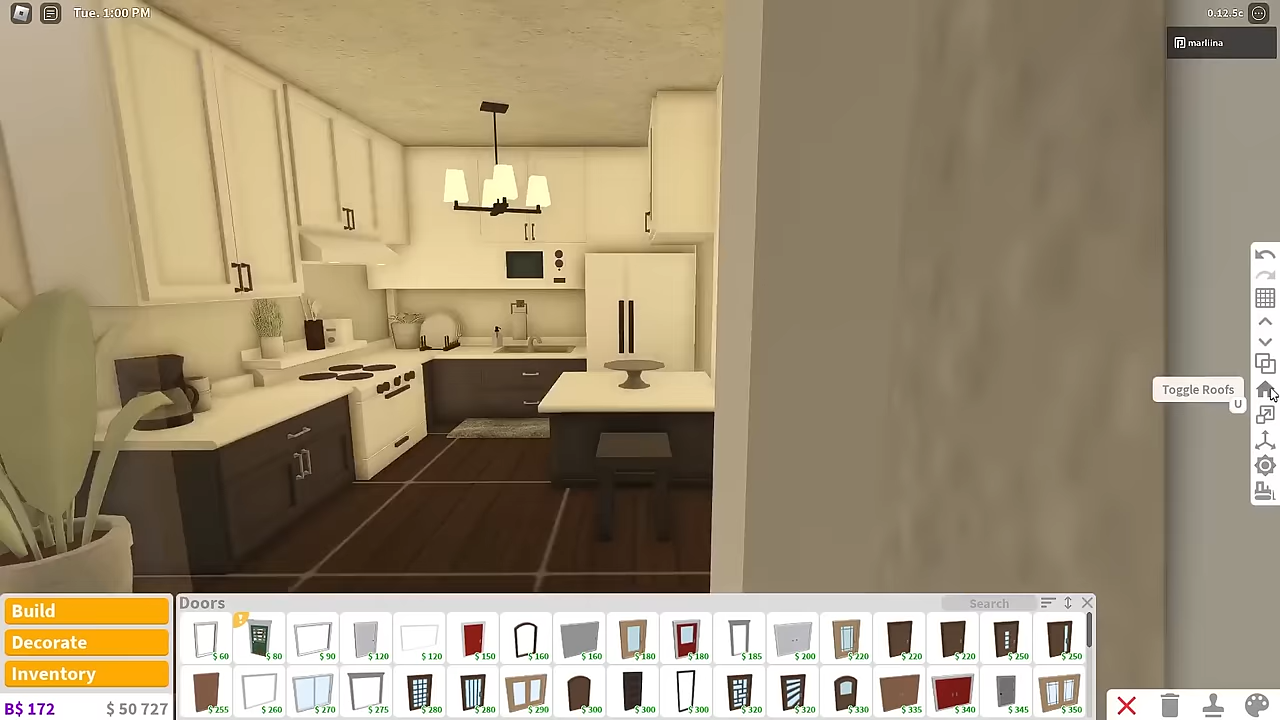 Tue. 1:00 PM
0.12.5c
marliina
Toggle Roofs
U
Build
Decorate
Inventory
B$ 172
$ 50 727
Doors
Search
$ 60
$ 80
$ 90
$ 120
$ 120
$ 150
$ 160
$ 160
$ 180
$ 180
$ 185
$ 200
$ 220
$ 220
$ 220
$ 250
$ 250
$ 255
$ 260
$ 270
$ 275
$ 280
$ 280
$ 290
$ 300
$ 300
$ 300
$ 320
$ 320
$ 330
$ 335
$ 340
$ 345
$ 350